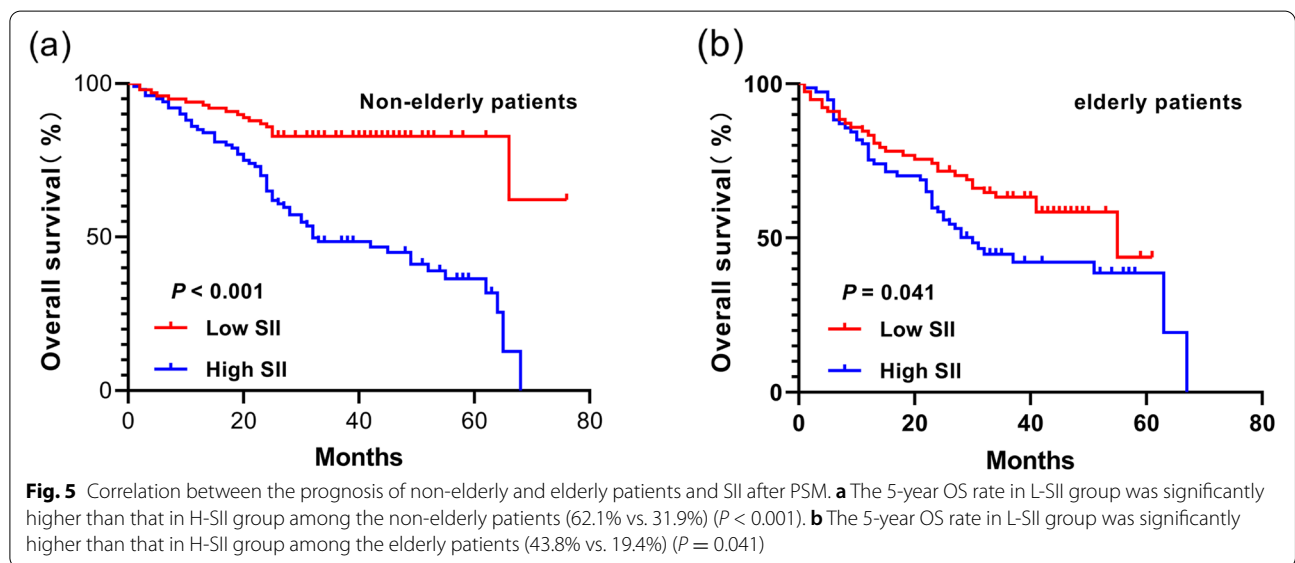 (a)
Non-elderly patients
Overall survival( %)
100
50
0
P < 0.001
Low SII
High SII
0 20 40 60 80
Months
(b)
elderly patients
Overall survival( %)
100
50
0
P = 0.041
Low SII
High SII
0 20 40 60 80
Months
Fig. 5 Correlation between the prognosis of non-elderly and elderly patients and SII after PSM. a The 5-year OS rate in L-SII group was significantly
higher than that in H-SII group among the non-elderly patients (62.1% vs. 31.9%) (P < 0.001). b The 5-year OS rate in L-SII group was significantly
higher than that in H-SII group among the elderly patients (43.8% vs. 19.4%) (P = 0.041)